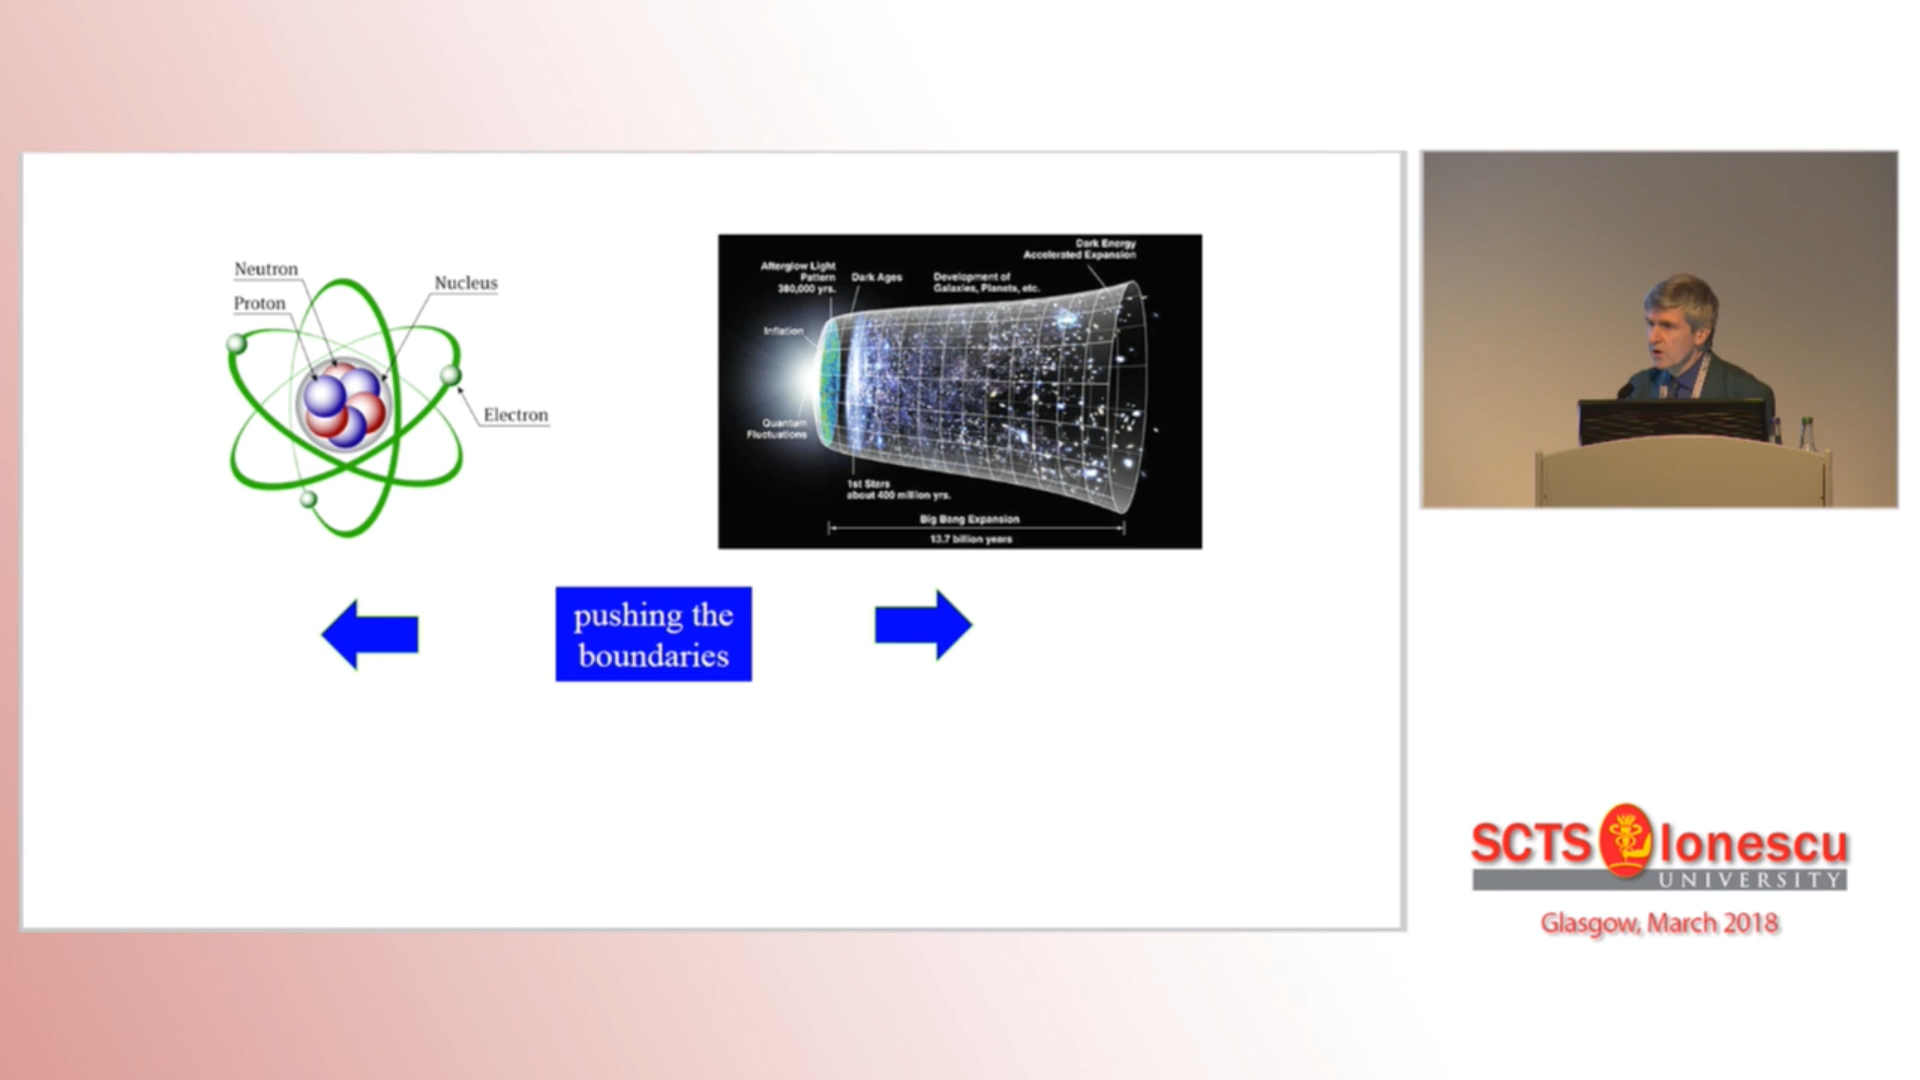 Neutron
Proton
Nucleus
Electron
Dark Energy
Accelerated Expansion
Afterglow Light
Pattern
380,000 yrs.
Dark Ages
Development of
Galaxies, Planets, etc.
Inflation
Quantum
Fluctuations
1st Stars
about 400 million yrs.
Big Bang Expansion
13.7 billion years
pushing the
boundaries
SCTS Ionescu
UNIVERSITY
Glasgow, March 2018